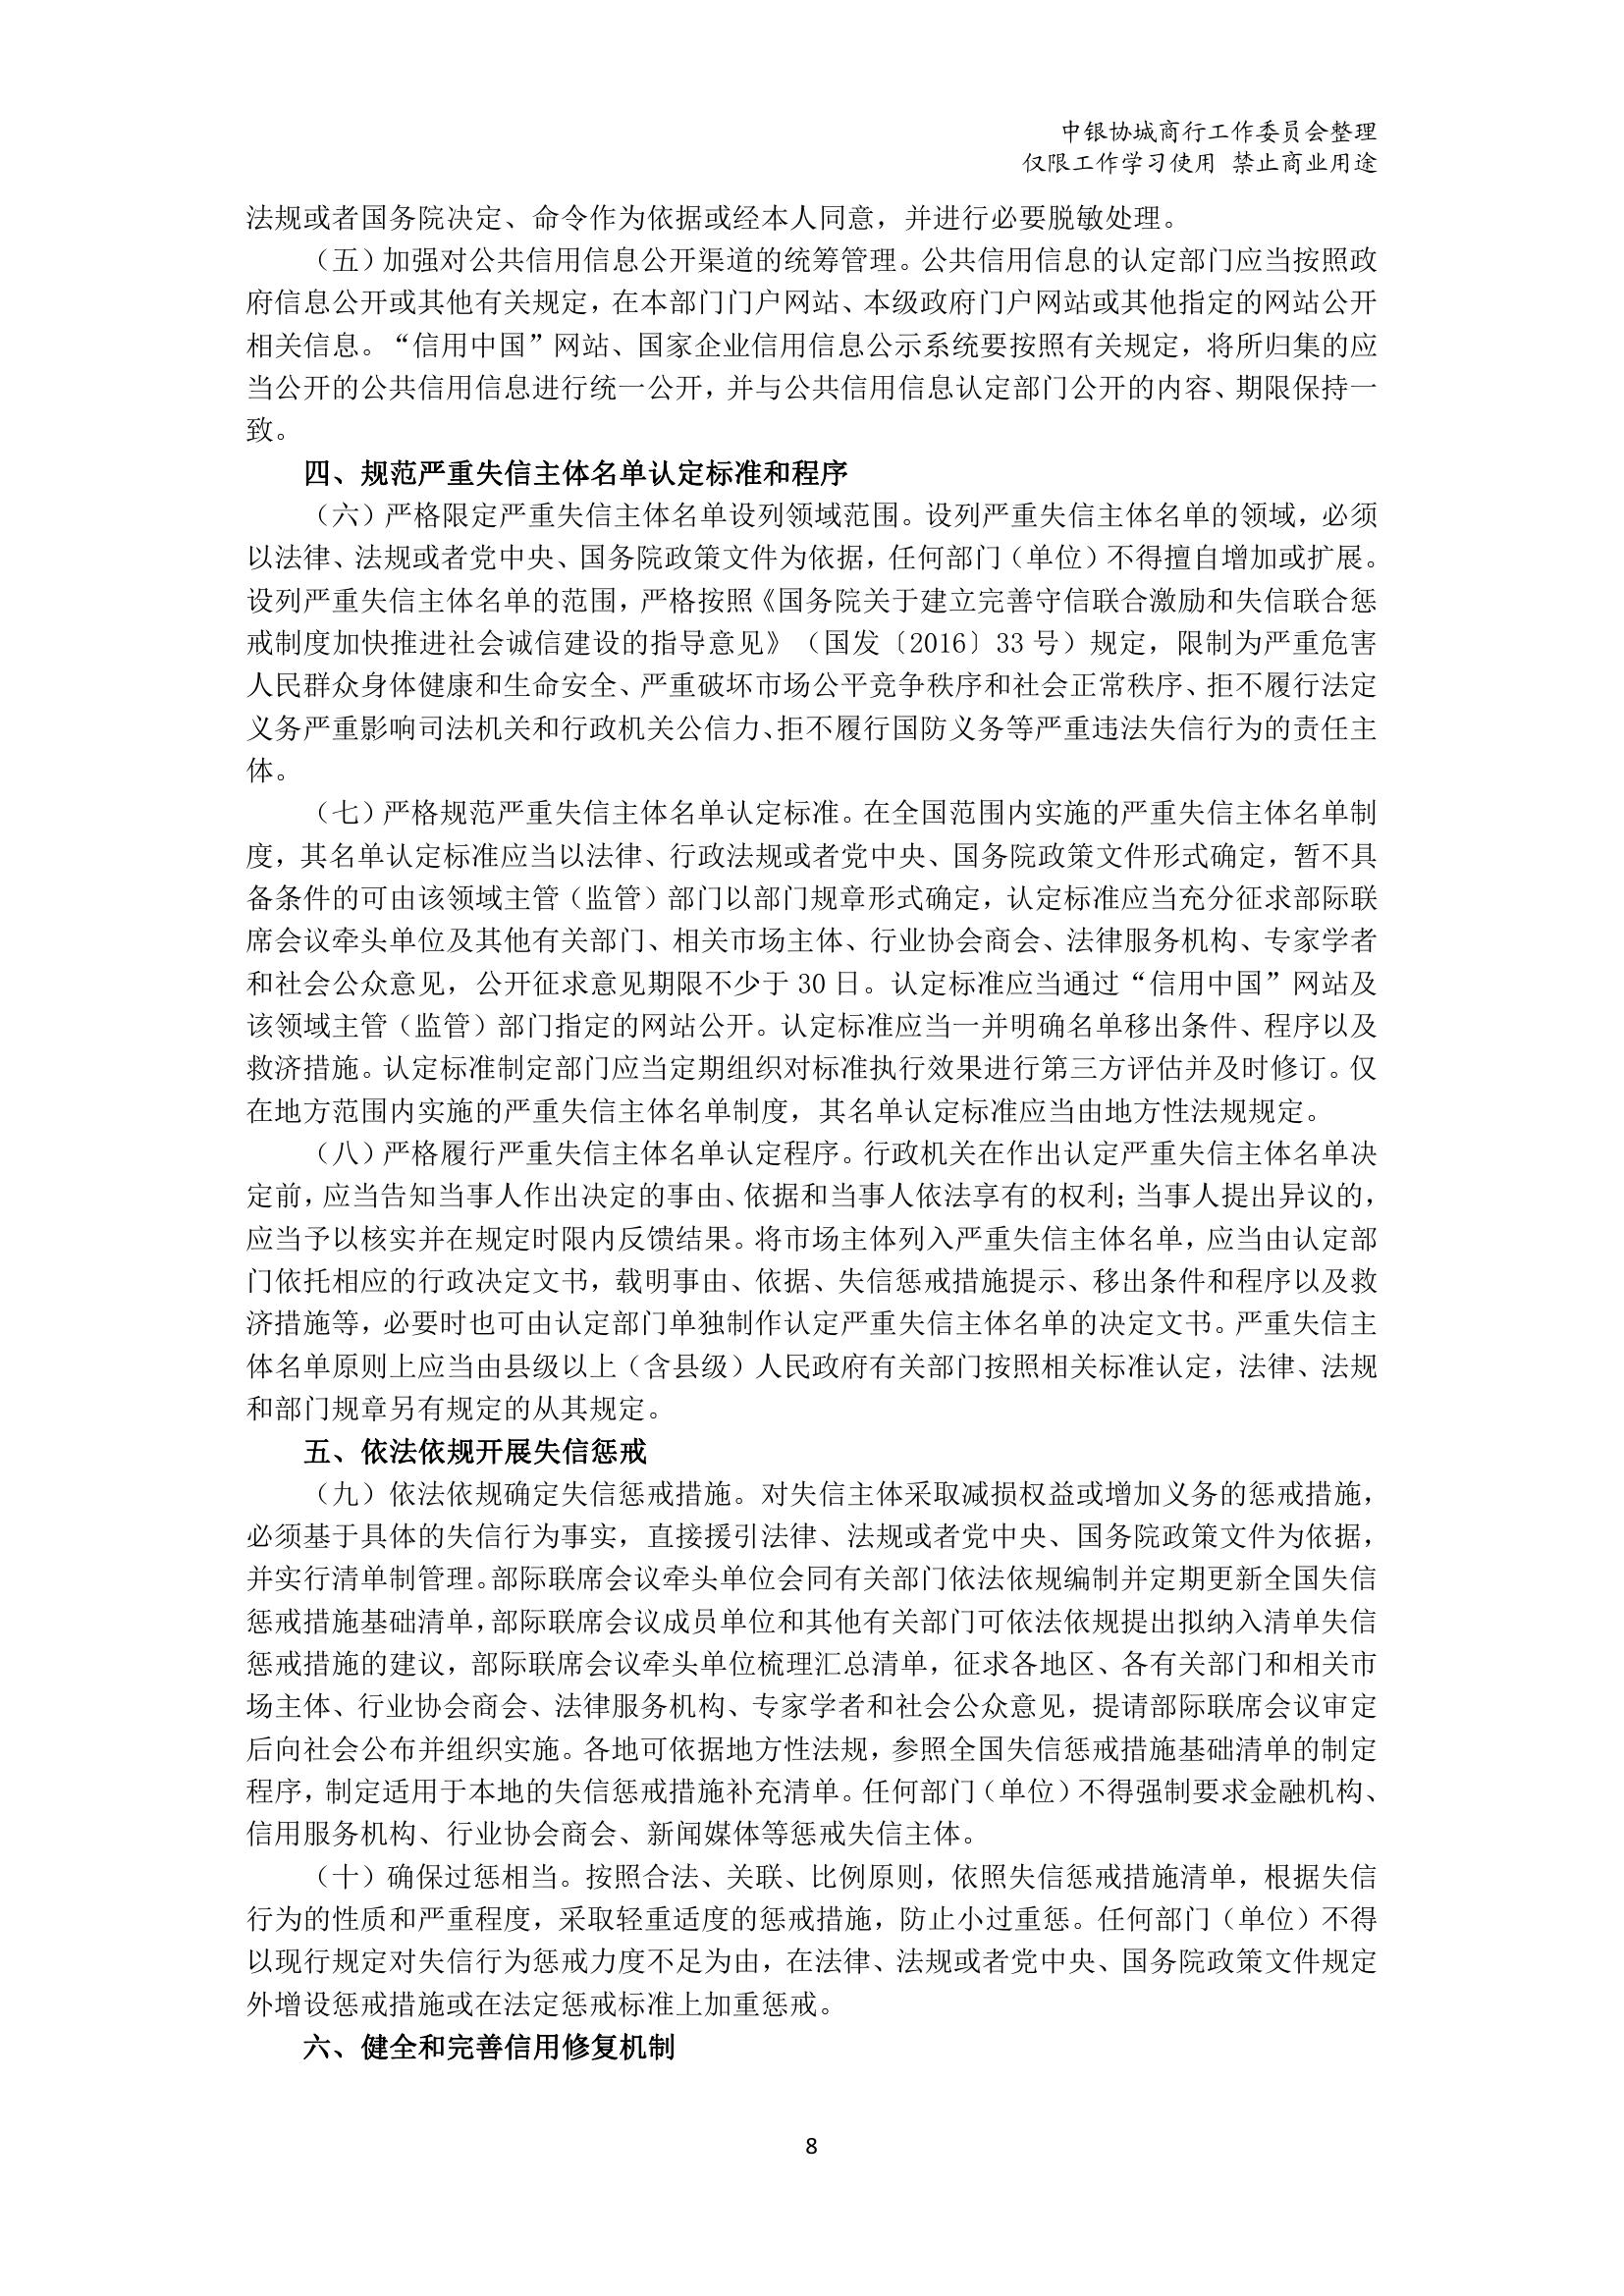 中银协城商行工作委员会整理
仅限工作学习使用 禁止商业用途
法规或者国务院决定、命令作为依据或经本人同意，并进行必要脱敏处理。
（五）加强对公共信用信息公开渠道的统筹管理。公共信用信息的认定部门应当按照政
府信息公开或其他有关规定，在本部门门户网站、本级政府门户网站或其他指定的网站公开
相关信息。“信用中国”网站、国家企业信用信息公示系统要按照有关规定，将所归集的应
当公开的公共信用信息进行统一公开，并与公共信用信息认定部门公开的内容、期限保持一
致。
四、规范严重失信主体名单认定标准和程序
（六）严格限定严重失信主体名单设列领域范围。设列严重失信主体名单的领域，必须
以法律、法规或者党中央、国务院政策文件为依据，任何部门（单位）不得擅自增加或扩展。
设列严重失信主体名单的范围，严格按照《国务院关于建立完善守信联合激励和失信联合惩
戒制度加快推进社会诚信建设的指导意见》（国发〔2016〕33 号）规定，限制为严重危害
人民群众身体健康和生命安全、严重破坏市场公平竞争秩序和社会正常秩序、拒不履行法定
义务严重影响司法机关和行政机关公信力、拒不履行国防义务等严重违法失信行为的责任主
体。
（七）严格规范严重失信主体名单认定标准。在全国范围内实施的严重失信主体名单制
度，其名单认定标准应当以法律、行政法规或者党中央、国务院政策文件形式确定，暂不具
备条件的可由该领域主管（监管）部门以部门规章形式确定，认定标准应当充分征求部际联
席会议牵头单位及其他有关部门、相关市场主体、行业协会商会、法律服务机构、专家学者
和社会公众意见，公开征求意见期限不少于 30 日。认定标准应当通过“信用中国”网站及
该领域主管（监管）部门指定的网站公开。认定标准应当一并明确名单移出条件、程序以及
救济措施。认定标准制定部门应当定期组织对标准执行效果进行第三方评估并及时修订。仅
在地方范围内实施的严重失信主体名单制度，其名单认定标准应当由地方性法规规定。
（八）严格履行严重失信主体名单认定程序。行政机关在作出认定严重失信主体名单决
定前，应当告知当事人作出决定的事由、依据和当事人依法享有的权利；当事人提出异议的，
应当予以核实并在规定时限内反馈结果。将市场主体列入严重失信主体名单，应当由认定部
门依托相应的行政决定文书，载明事由、依据、失信惩戒措施提示、移出条件和程序以及救
济措施等，必要时也可由认定部门单独制作认定严重失信主体名单的决定文书。严重失信主
体名单原则上应当由县级以上（含县级）人民政府有关部门按照相关标准认定，法律、法规
和部门规章另有规定的从其规定。
五、依法依规开展失信惩戒
（九）依法依规确定失信惩戒措施。对失信主体采取减损权益或增加义务的惩戒措施，
必须基于具体的失信行为事实，直接援引法律、法规或者党中央、国务院政策文件为依据，
并实行清单制管理。部际联席会议牵头单位会同有关部门依法依规编制并定期更新全国失信
惩戒措施基础清单，部际联席会议成员单位和其他有关部门可依法依规提出拟纳入清单失信
惩戒措施的建议，部际联席会议牵头单位梳理汇总清单，征求各地区、各有关部门和相关市
场主体、行业协会商会、法律服务机构、专家学者和社会公众意见，提请部际联席会议审定
后向社会公布并组织实施。各地可依据地方性法规，参照全国失信惩戒措施基础清单的制定
程序，制定适用于本地的失信惩戒措施补充清单。任何部门（单位）不得强制要求金融机构、
信用服务机构、行业协会商会、新闻媒体等惩戒失信主体。
（十）确保过惩相当。按照合法、关联、比例原则，依照失信惩戒措施清单，根据失信
行为的性质和严重程度，采取轻重适度的惩戒措施，防止小过重惩。任何部门（单位）不得
以现行规定对失信行为惩戒力度不足为由，在法律、法规或者党中央、国务院政策文件规定
外增设惩戒措施或在法定惩戒标准上加重惩戒。
六、健全和完善信用修复机制
8